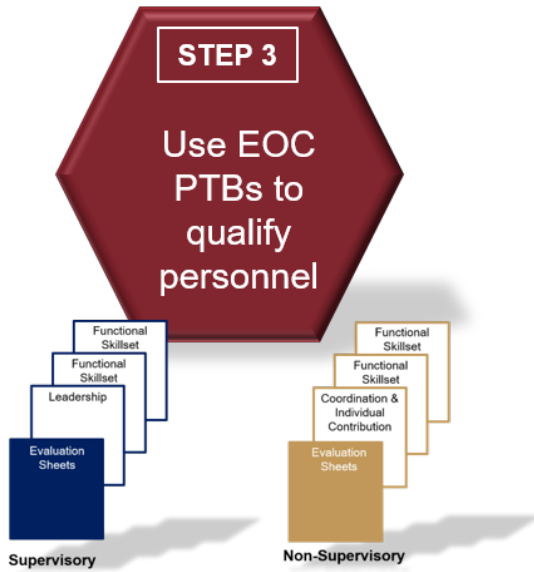 STEP 3
Use EOC
PTBs to
qualify
personnel
Functional
Skillset
Functional
Skillset
Leadership
Evaluation
Sheets
Supervisory
Functional
Skillset
Functional
Skillset
Coordination &
Individual
Contribution
Evaluation
Sheets
Non-Supervisory